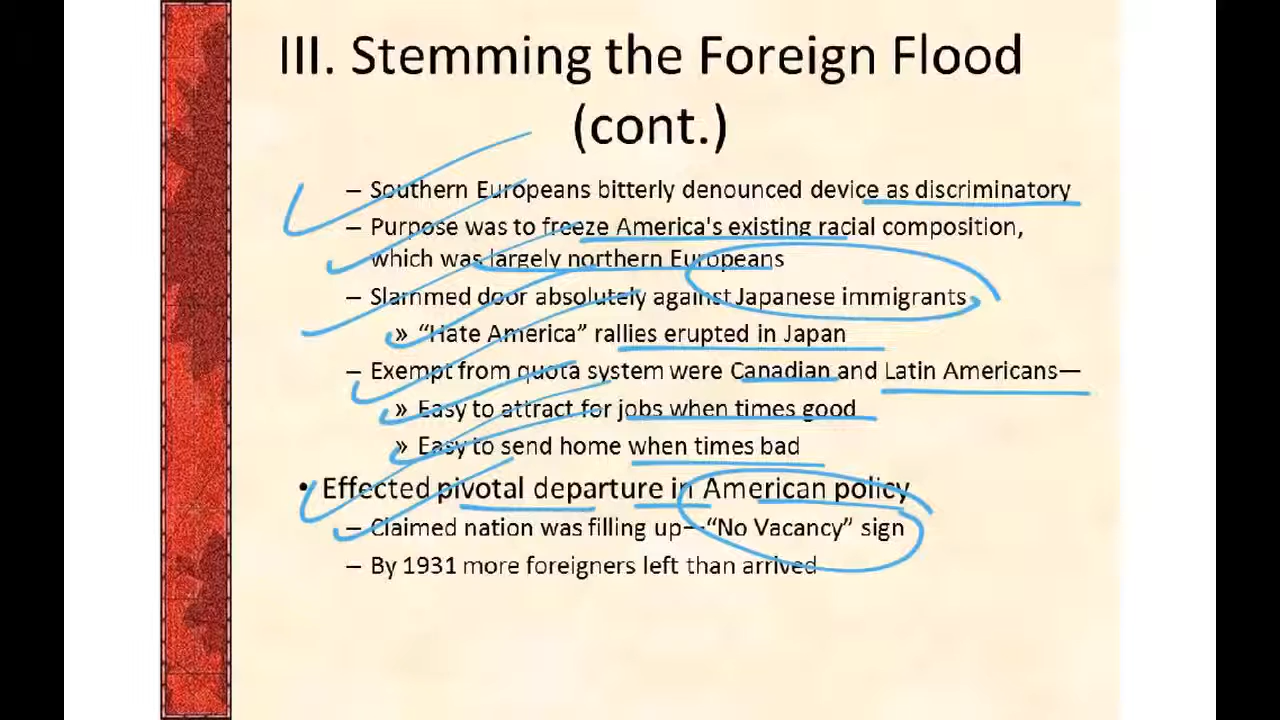 III. Stemming the Foreign Flood
(cont.)
– Southern Europeans bitterly denounced device as discriminatory
– Purpose was to freeze America's existing racial composition,
which was largely northern Europeans
– Slammed door absolutely against Japanese immigrants
» “Hate America” rallies erupted in Japan
– Exempt from quota system were Canadian and Latin Americans—
» Easy to attract for jobs when times good
» Easy to send home when times bad
• Effected pivotal departure in American policy
– Claimed nation was filling up—“No Vacancy” sign
– By 1931 more foreigners left than arrived